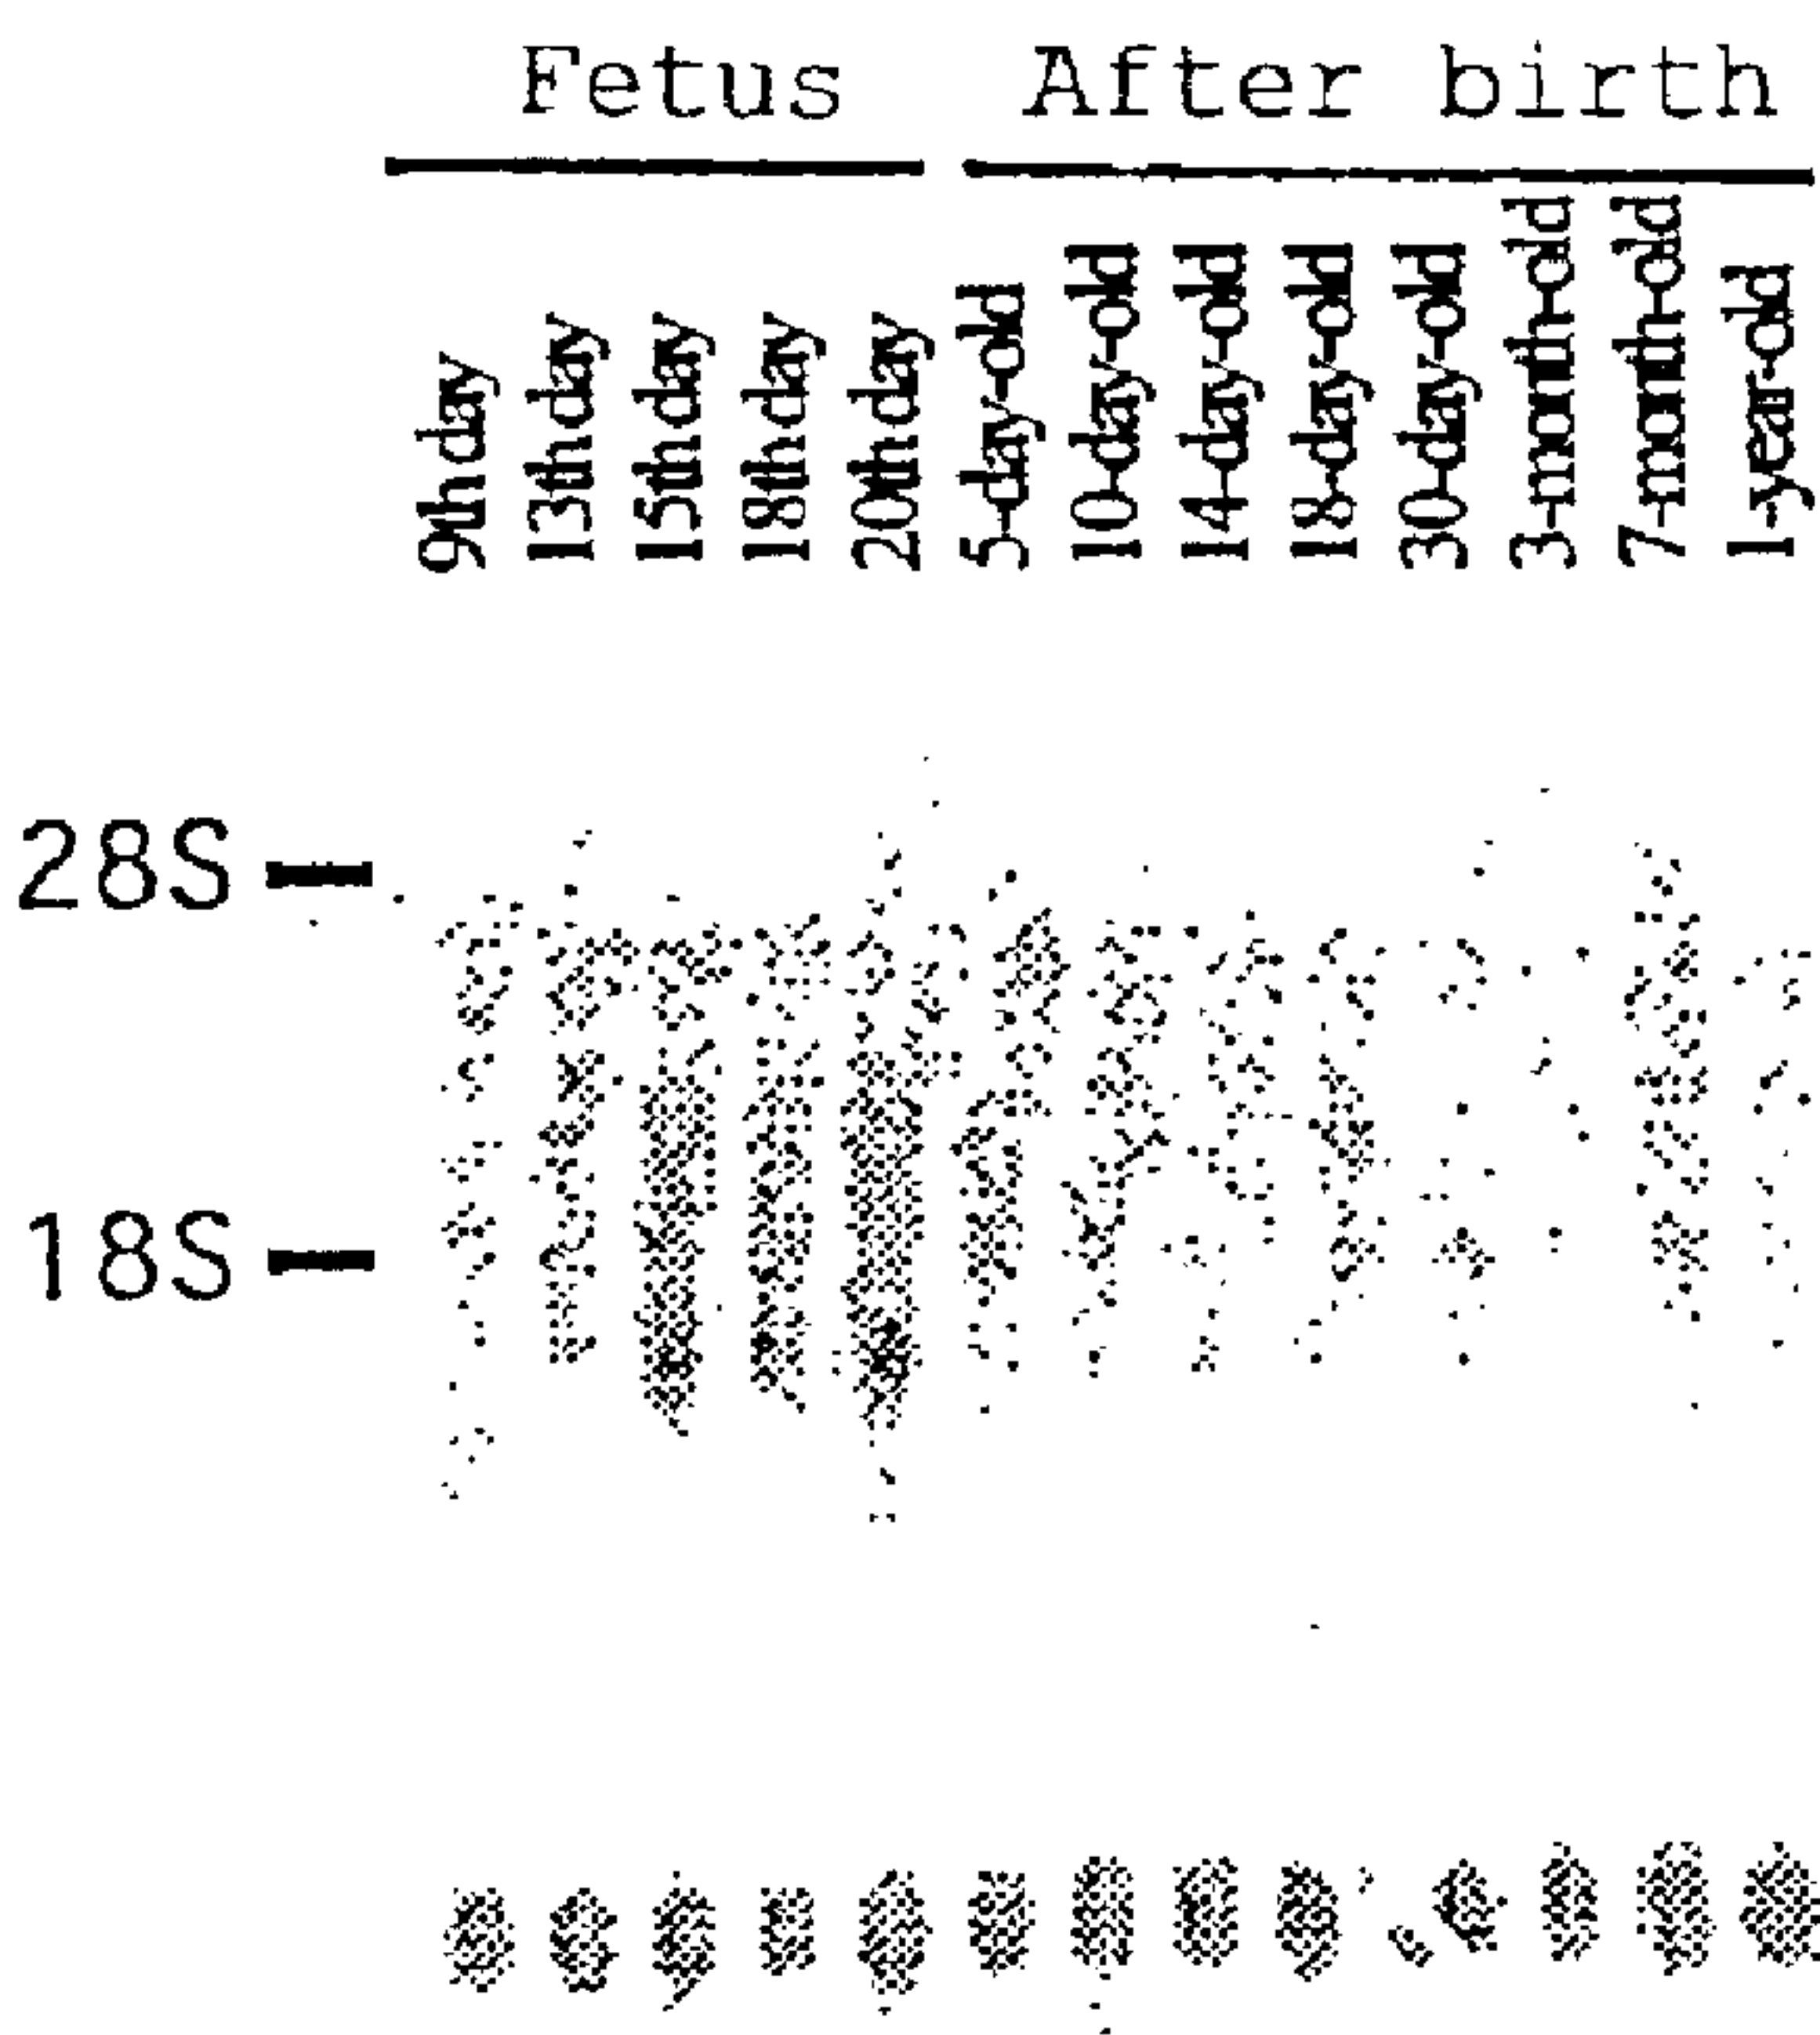 Fetus After birth
9th day
13th day
15th day
18th day
20th day
5-day-old
10-day-old
14-day-old
18-day-old
30-day-old
3-month-old
7-month-old
1-year-old
28S
18S